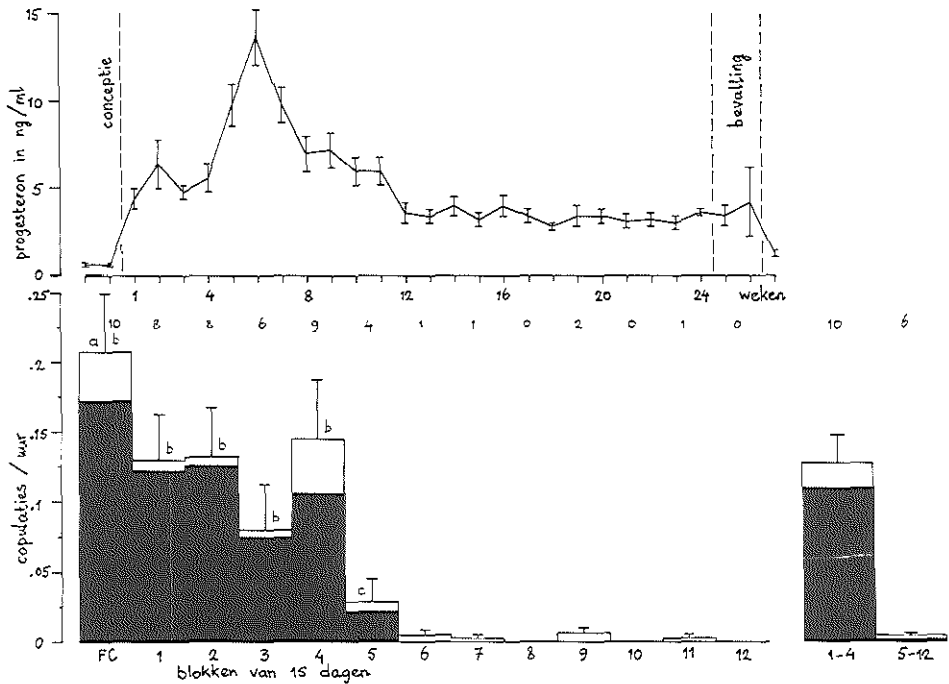 15
10
5
0
progesteron in ng/ml
conceptie
bevalling
1 4 8 12 16 20 24 weken
.25
.2
.15
.1
.05
0
copulaties / uur
10 8 8 6 9 4 1 1 0 2 0 1 0 10 6
a b
b
b
b
b
c
FC 1 2 3 4 5 6 7 8 9 10 11 12 1-4 5-12
blokken van 15 dagen